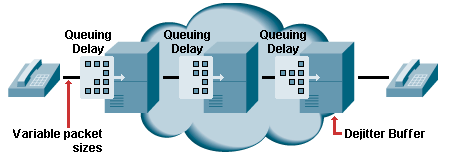 Queuing
Delay
Queuing
Delay
Queuing
Delay
Variable packet
sizes
Dejitter Buffer